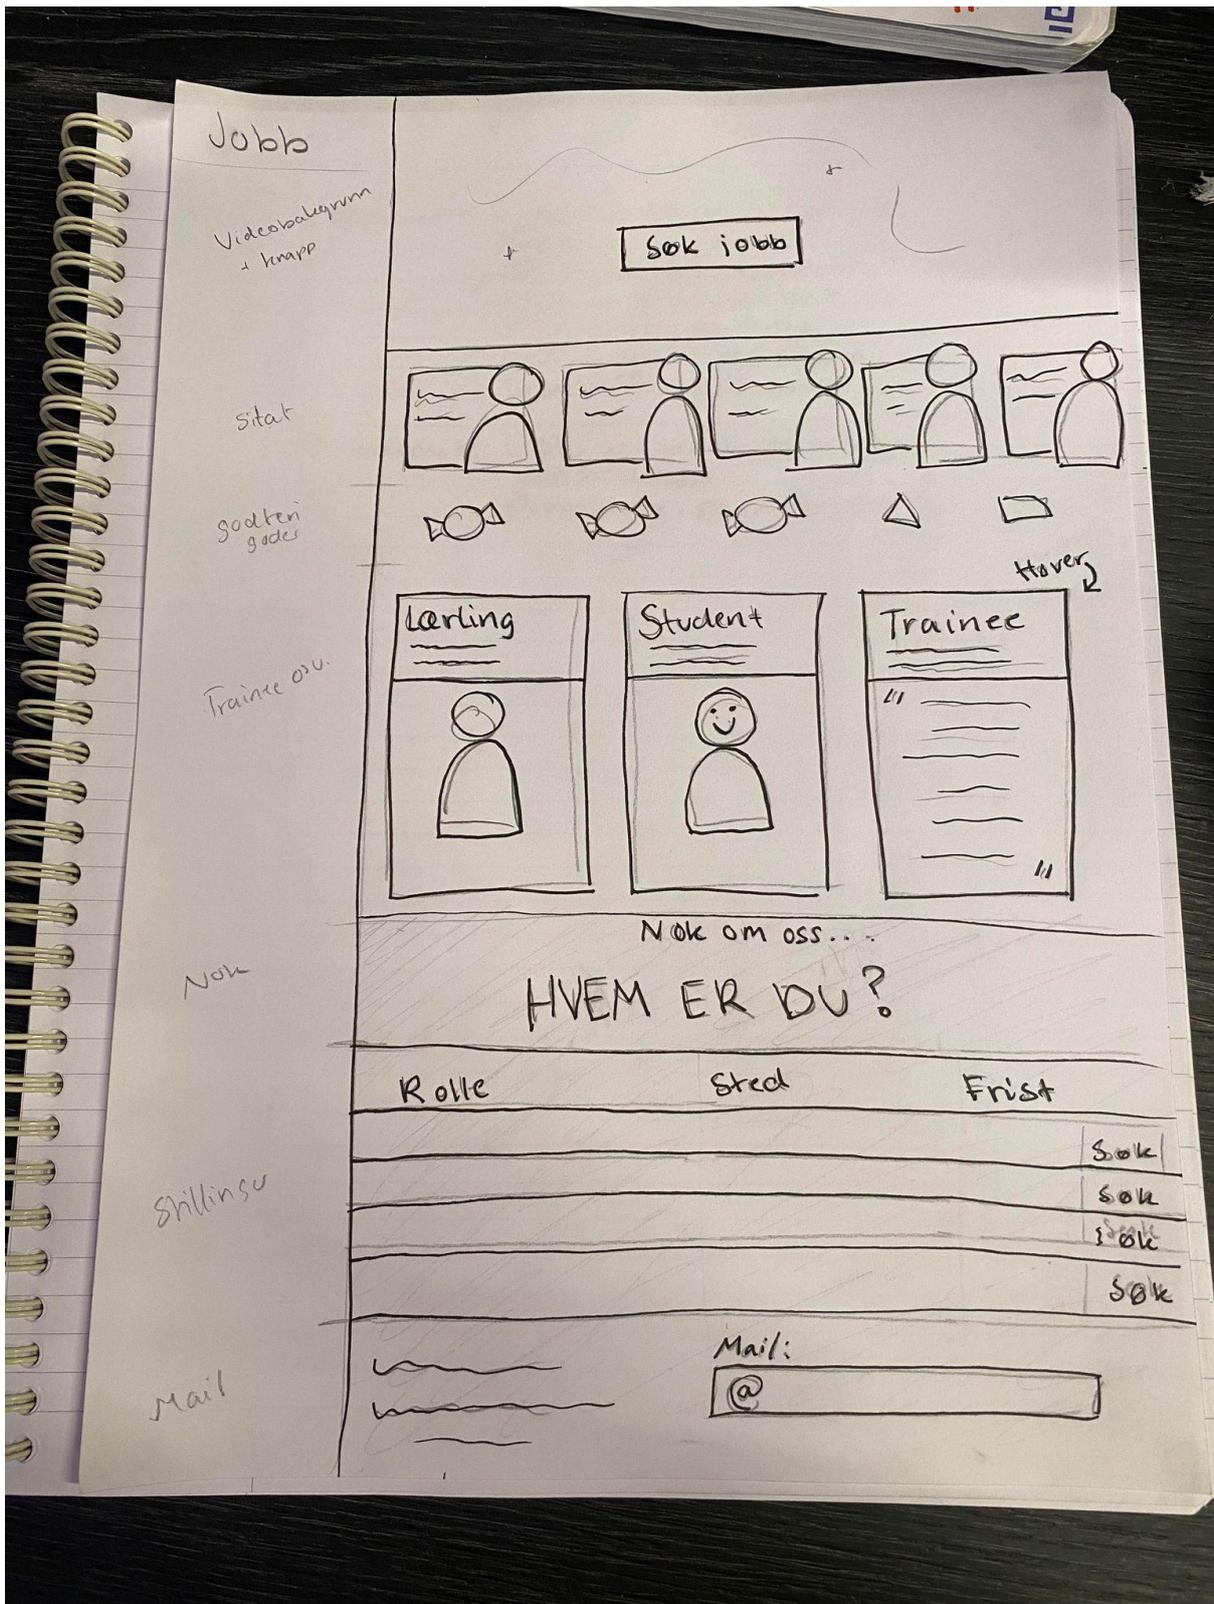 Jobb
Videobakgrunn
+ knapp
Søk jobb
Sitat
godteri
goder
Hover
Lærling
Student
Trainee
Trainee osv.
Nok om oss...
Nok
HVEM ER DU?
Rolle Sted Frist
Søk
Søk
Søk
Stillinger
Søk
Mail:
@
Mail